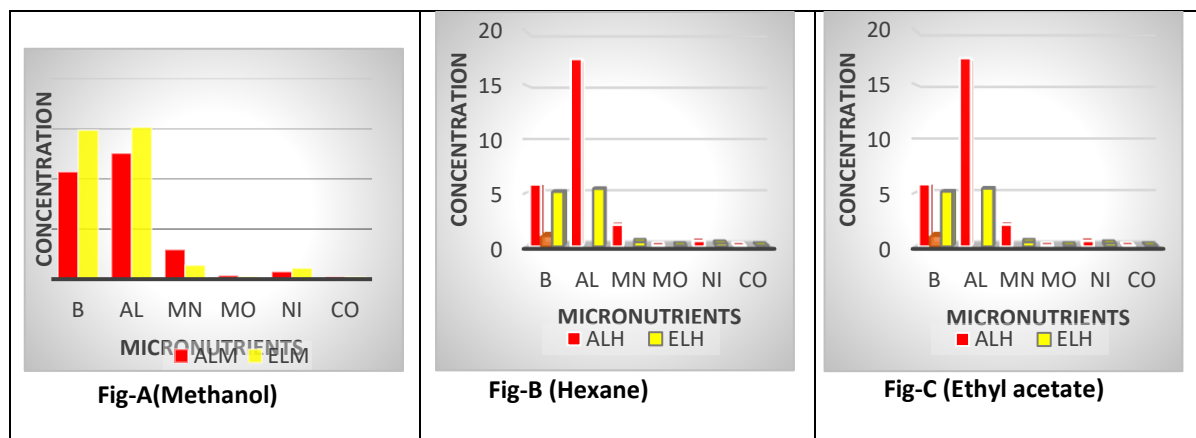 CONCENTRATION
B AL MN MO NI CO
MICRONUTRIENTS
ALM ELM
Fig-A(Methanol)
20
15
10
5
0
CONCENTRATION
B AL MN MO NI CO
MICRONUTRIENTS
ALH ELH
Fig-B (Hexane)
20
15
10
5
0
CONCENTRATION
B AL MN MO NI CO
MICRONUTRIENTS
ALH ELH
Fig-C (Ethyl acetate)